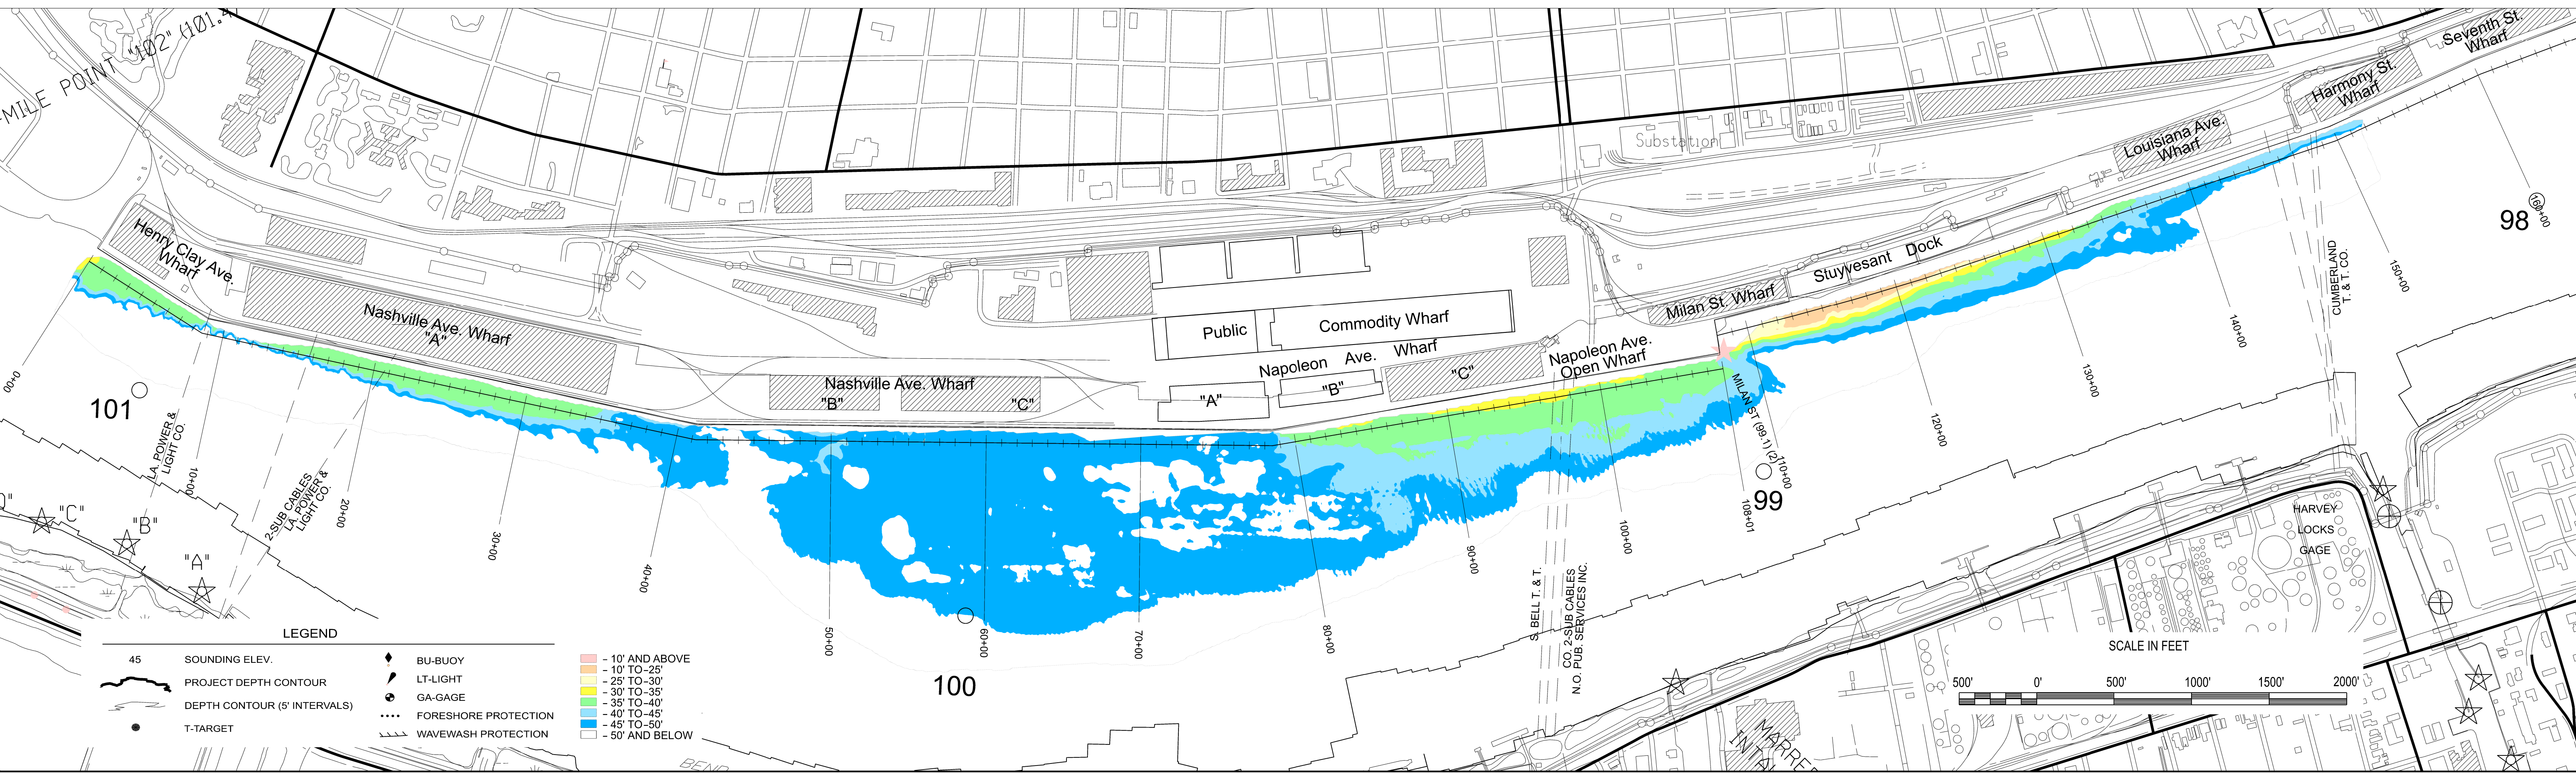 "102" (101.4
-MILE POINT
Seventh St.
Wharf
Harmony St.
Wharf
Substation
Louisiana Ave.
Wharf
Henry Clay Ave.
Wharf
Stuyvesant Dock
Milan St. Wharf
Nashville Ave. Wharf
"A"
Public
Commodity Wharf
Napoleon Ave. Wharf
"A"
"B"
"C"
Napoleon Ave.
Open Wharf
Nashville Ave. Wharf
"B"
"C"
98
160+00
150+00
CUMBERLAND
T. & T. CO.
140+00
130+00
120+00
MILAN ST (99.1) (2)
110+00
99
108+01
100+00
90+00
80+00
70+00
60+00
50+00
40+00
30+00
20+00
10+00
0+00
101
100
LA. POWER &
LIGHT CO.
2-SUB CABLES
LA. POWER &
LIGHT CO.
S. BELL T. & T.
CO. 2-SUB CABLES
N.O. PUB. SERVICES INC.
HARVEY
LOCKS
GAGE
"C"
"B"
"A"
LEGEND
45 SOUNDING ELEV.
PROJECT DEPTH CONTOUR
DEPTH CONTOUR (5' INTERVALS)
T-TARGET
BU-BUOY
LT-LIGHT
GA-GAGE
FORESHORE PROTECTION
WAVEWASH PROTECTION
- 10' AND ABOVE
- 10' TO-25'
- 25' TO-30'
- 30' TO-35'
- 35' TO-40'
- 40' TO-45'
- 45' TO-50'
- 50' AND BELOW
SCALE IN FEET
500' 0' 500' 1000' 1500' 2000'
BEND